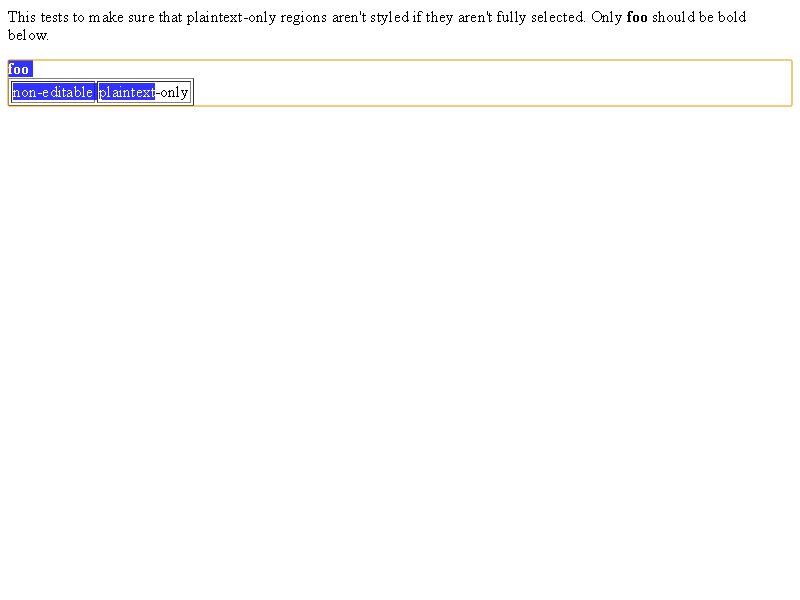 This tests to make sure that plaintext-only regions aren't styled if they aren't fully selected. Only foo should be bold
below.
foo
non-editable plaintext-only